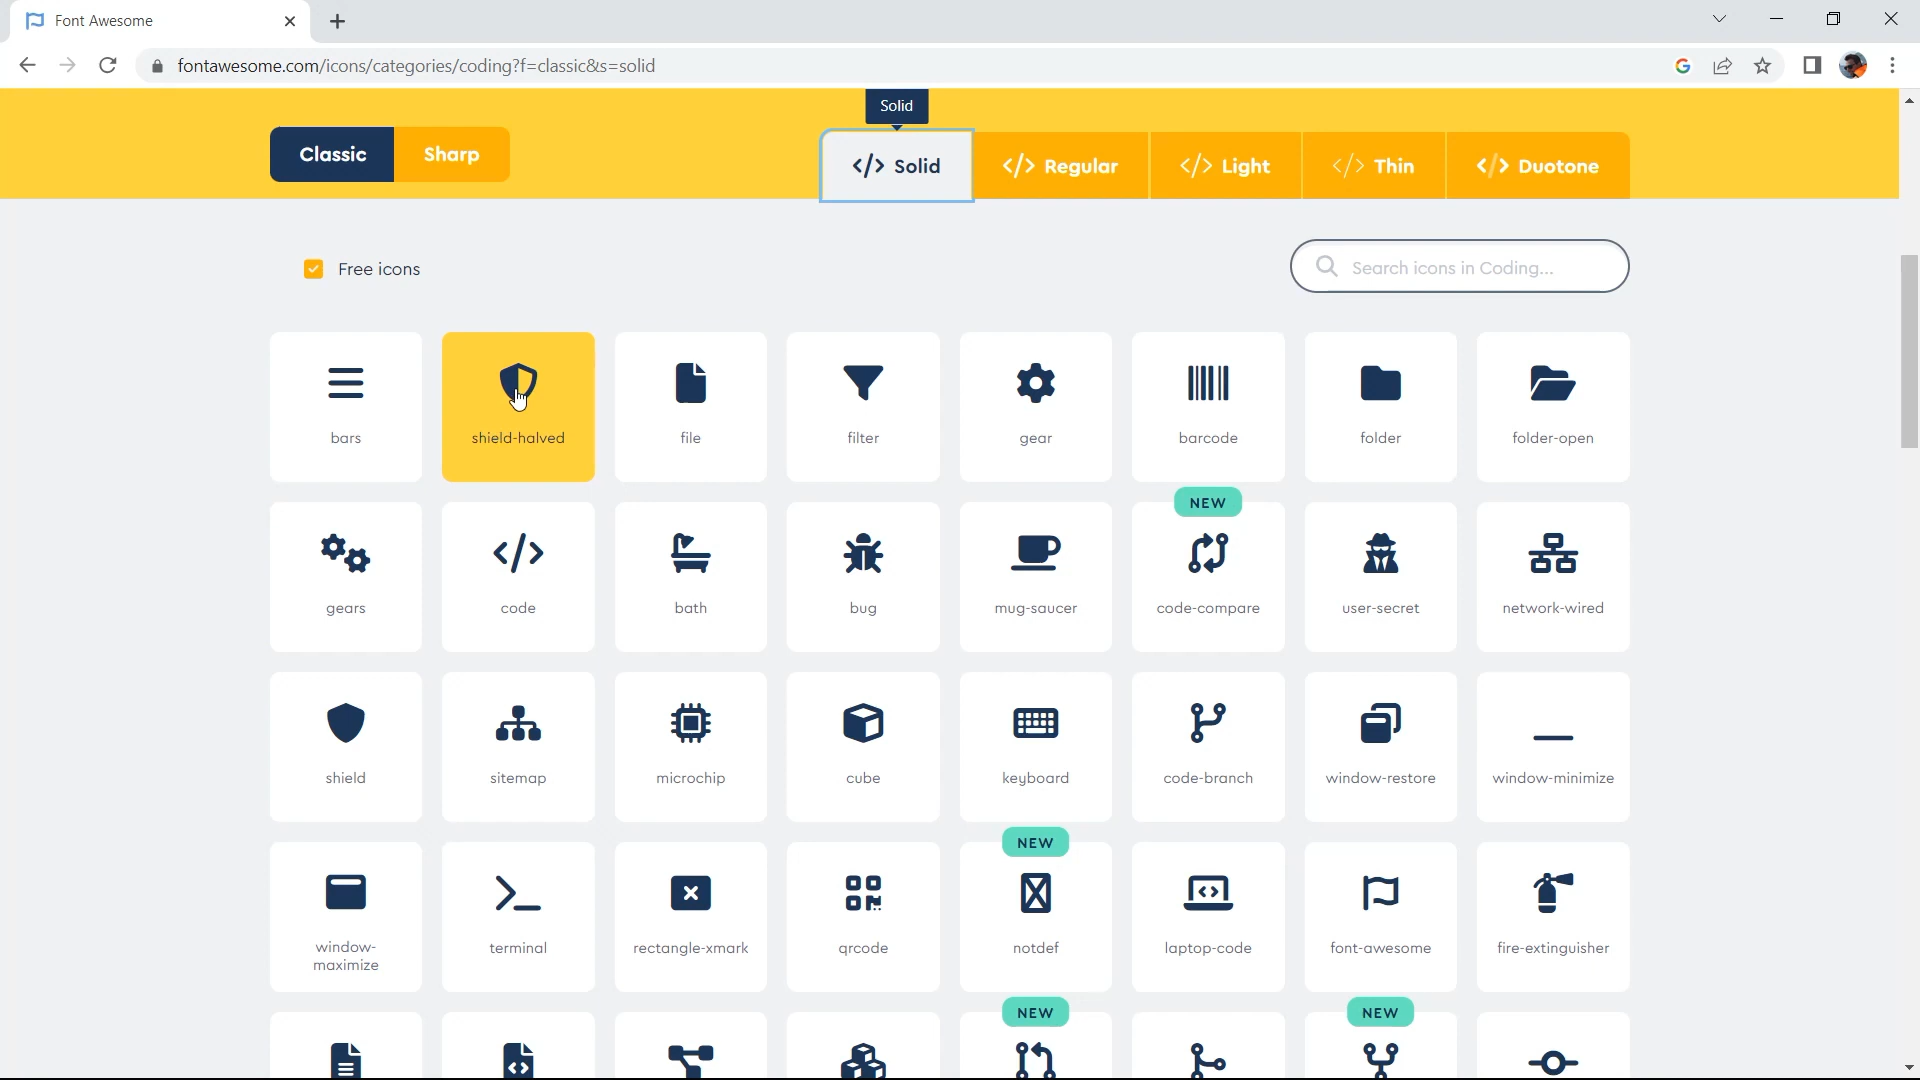 Font Awesome
fontawesome.com/icons/categories/coding?f=classic&s=solid
Solid
Classic
Sharp
</> Solid
</> Regular
</> Light
</> Thin
</> Duotone
Free icons
Search icons in Coding...
bars
shield-halved
file
filter
gear
barcode
folder
folder-open
NEW
gears
code
bath
bug
mug-saucer
code-compare
user-secret
network-wired
shield
sitemap
microchip
cube
keyboard
code-branch
window-restore
window-minimize
NEW
window-
maximize
terminal
rectangle-xmark
qrcode
notdef
laptop-code
font-awesome
fire-extinguisher
NEW
NEW